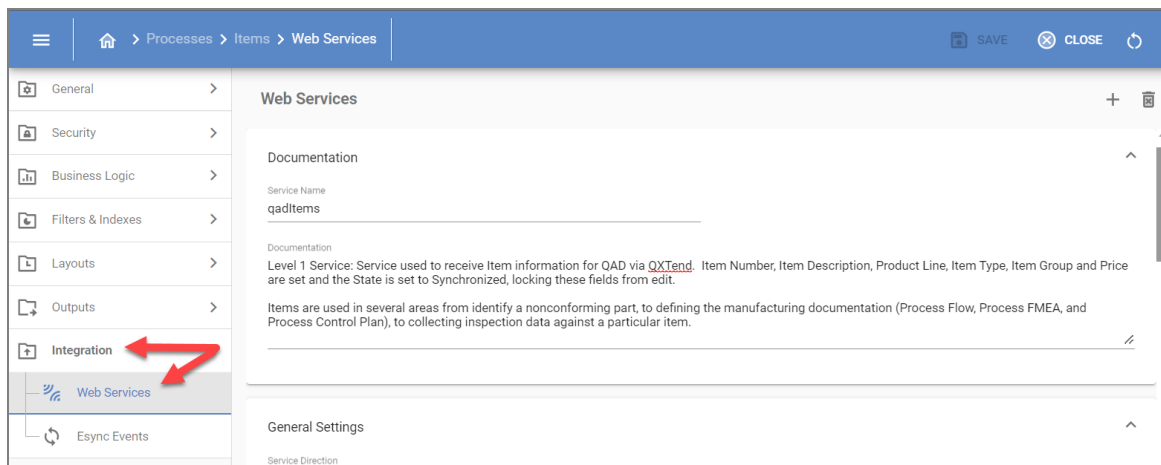 > Processes > Items > Web Services
SAVE
CLOSE
General
Security
Business Logic
Filters & Indexes
Layouts
Outputs
Integration
Web Services
Esync Events
Web Services
Documentation
Service Name
qadItems
Documentation
Level 1 Service: Service used to receive Item information for QAD via QXTend. Item Number, Item Description, Product Line, Item Type, Item Group and Price
are set and the State is set to Synchronized, locking these fields from edit.
Items are used in several areas from identify a nonconforming part, to defining the manufacturing documentation (Process Flow, Process FMEA, and
Process Control Plan), to collecting inspection data against a particular item.
General Settings
Service Direction